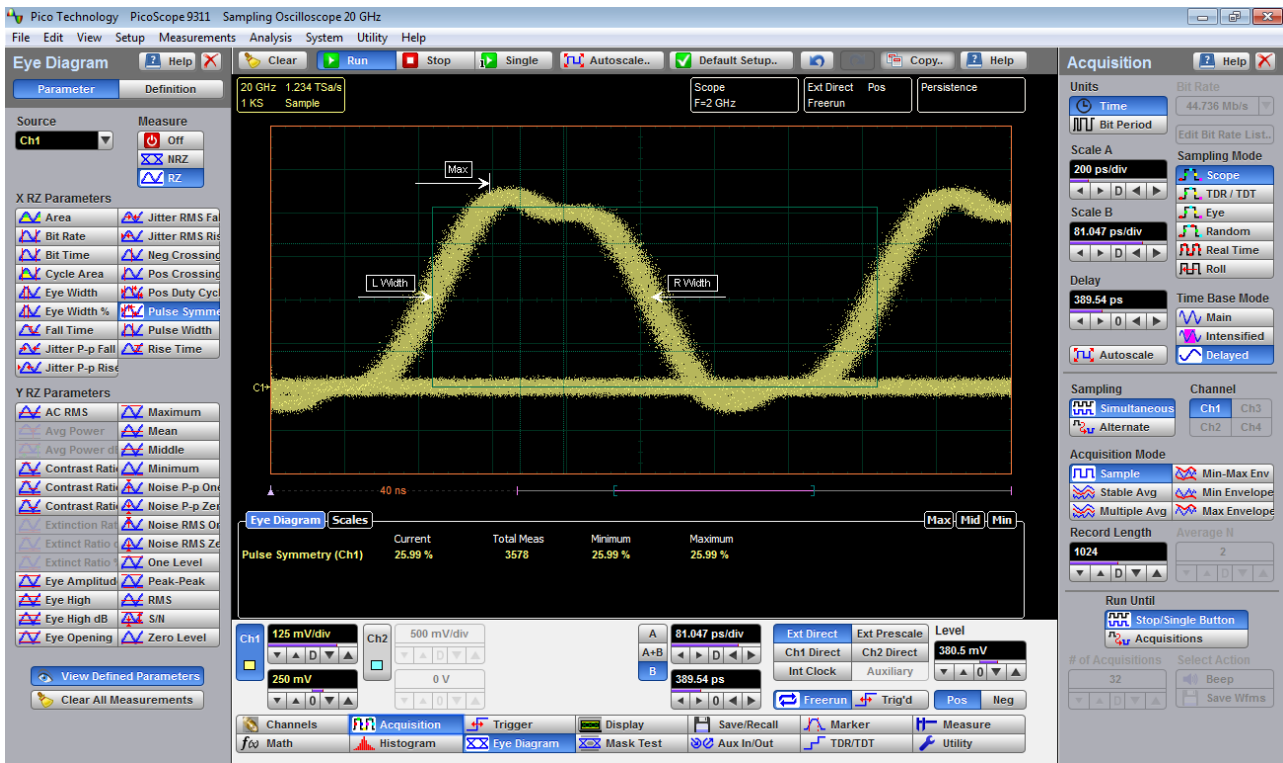 Pico Technology PicoScope 9311 Sampling Oscilloscope 20 GHz
File Edit View Setup Measurements Analysis System Utility Help
Eye Diagram Help
Clear Run Stop Single Autoscale.. Default Setup.. Copy.. Help
Acquisition Help
Parameter Definition
Source Measure
Ch1 Off
NRZ
RZ
X RZ Parameters
Area Jitter RMS Fal
Bit Rate Jitter RMS Ris
Bit Time Neg Crossing
Cycle Area Pos Crossing
Eye Width Pos Duty Cyc
Eye Width % Pulse Symme
Fall Time Pulse Width
Jitter P-p Fall Rise Time
Jitter P-p Rise
Y RZ Parameters
AC RMS Maximum
Avg Power Mean
Avg Power d Middle
Contrast Rati Minimum
Contrast Rati Noise P-p One
Contrast Rati Noise P-p Zer
Extinction Rat Noise RMS On
Extinct Ratio Noise RMS Ze
Extinct Ratio One Level
Eye Amplitud Peak-Peak
Eye High RMS
Eye High dB S/N
Eye Opening Zero Level
View Defined Parameters
Clear All Measurements
20 GHz 1.234 TSa/s
1 KS Sample
Scope
F=2 GHz
Ext Direct Pos
Freerun
Persistence
Max
L Width
R Width
C1
40 ns
Eye Diagram Scales Max Mid Min
Current Total Meas Minimum Maximum
Pulse Symmetry (Ch1) 25.99 % 3578 25.99 % 25.99 %
Ch1 125 mV/div Ch2 500 mV/div
D D
250 mV 0 V
0 0
A 81.047 ps/div
A+B D
B 389.54 ps
0
Ext Direct Ext Prescale Level
Ch1 Direct Ch2 Direct 380.5 mV
Int Clock Auxiliary 0
Freerun Trig'd Pos Neg
Channels Acquisition Trigger Display Save/Recall Marker Measure
f(x) Math Histogram Eye Diagram Mask Test Aux In/Out TDR/TDT Utility
Units Bit Rate
Time 44.736 Mb/s
Bit Period Edit Bit Rate List..
Scale A Sampling Mode
200 ps/div Scope
D TDR / TDT
Scale B Eye
81.047 ps/div Random
D Real Time
Roll
Delay
389.54 ps Time Base Mode
0 Main
Intensified
Autoscale Delayed
Sampling Channel
Simultaneous Ch1 Ch3
Alternate Ch2 Ch4
Acquisition Mode
Sample Min-Max Env
Stable Avg Min Envelope
Multiple Avg Max Envelope
Record Length Average N
1024 2
D D
Run Until
Stop/Single Button
Acquisitions
# of Acquisitions Select Action
32 Beep
D Save Wfms